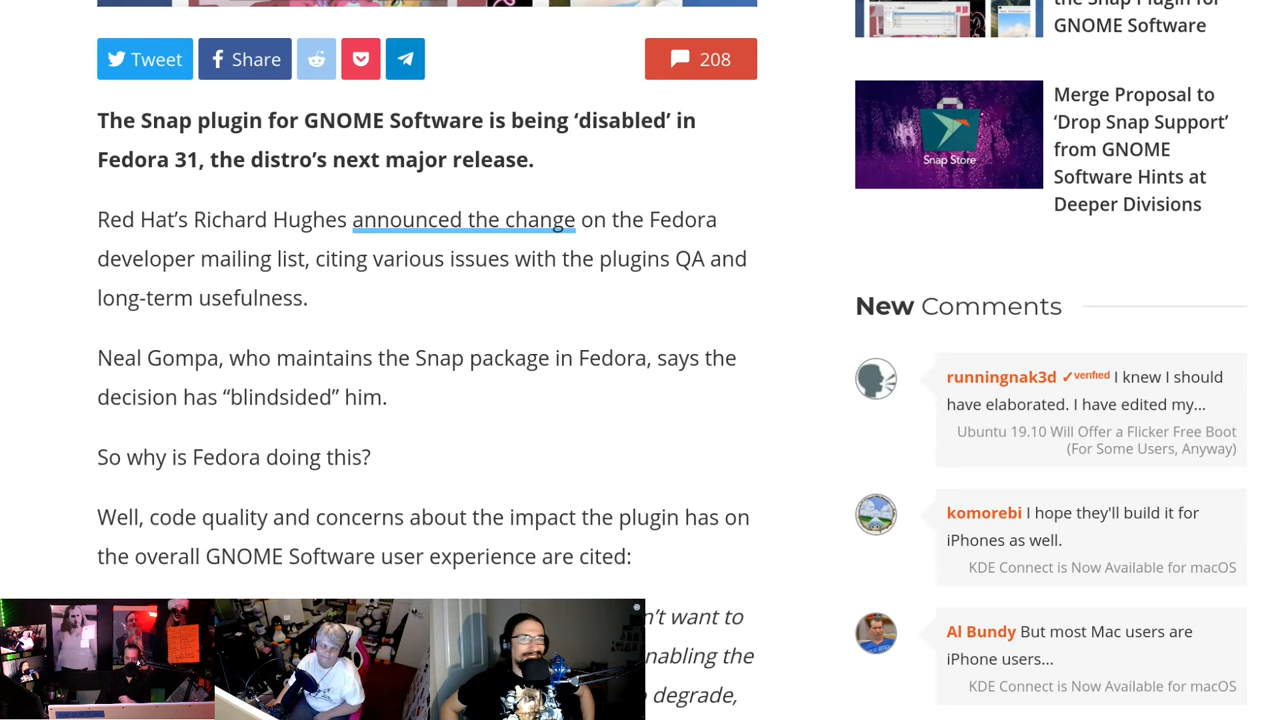 Tweet
Share
208
The Snap plugin for GNOME Software is being ‘disabled’ in
Fedora 31, the distro’s next major release.
Red Hat’s Richard Hughes announced the change on the Fedora
developer mailing list, citing various issues with the plugins QA and
long-term usefulness.
Neal Gompa, who maintains the Snap package in Fedora, says the
decision has “blindsided” him.
So why is Fedora doing this?
Well, code quality and concerns about the impact the plugin has on
the overall GNOME Software user experience are cited:
want to
the
degrade,
the Snap Plugin for
GNOME Software
Snap Store
Merge Proposal to
‘Drop Snap Support’
from GNOME
Software Hints at
Deeper Divisions
New Comments
runningnak3d ✓verified I knew I should
have elaborated. I have edited my...
Ubuntu 19.10 Will Offer a Flicker Free Boot
(For Some Users, Anyway)
komorebi I hope they'll build it for
iPhones as well.
KDE Connect is Now Available for macOS
Al Bundy But most Mac users are
iPhone users...
KDE Connect is Now Available for macOS